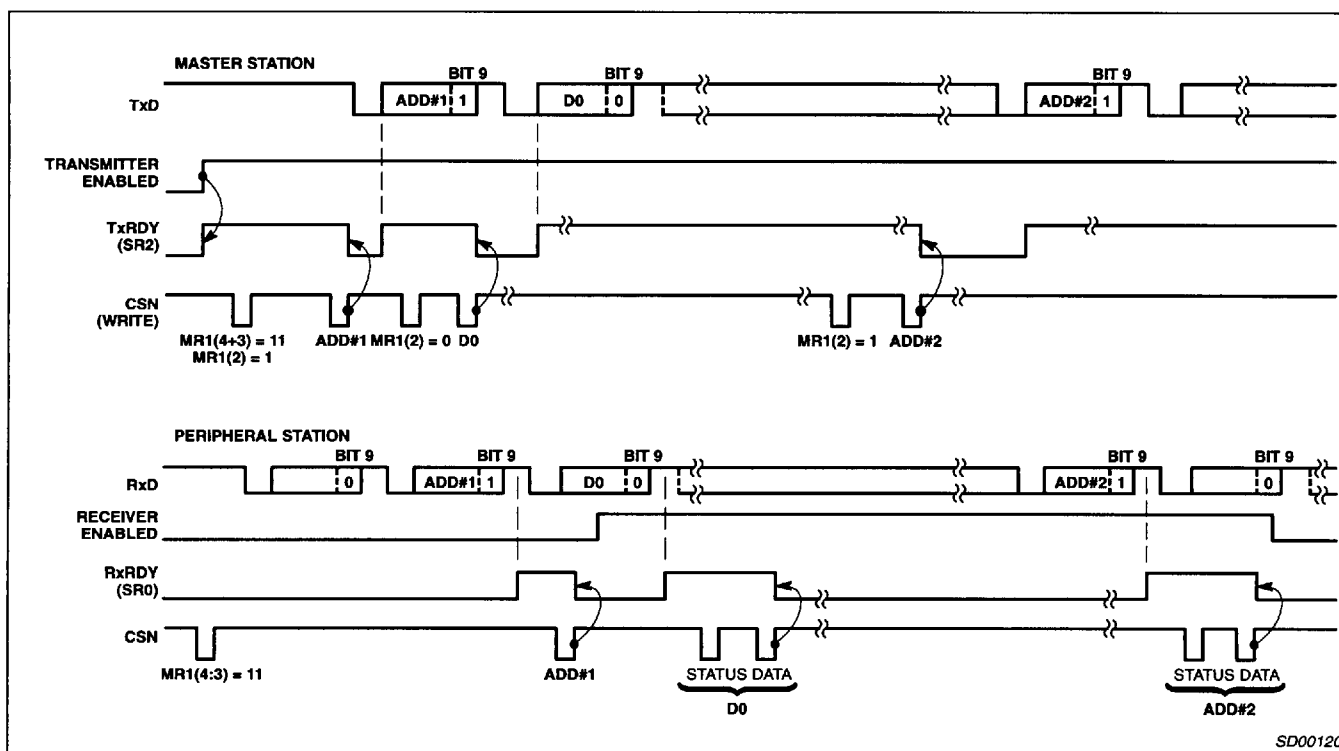 MASTER STATION
BIT 9 BIT 9 BIT 9
TxD ADD#1 1 D0 0 ADD#2 1
TRANSMITTER
ENABLED
TxRDY
(SR2)
CSN
(WRITE)
MR1(4+3) = 11 ADD#1 MR1(2) = 0 D0 MR1(2) = 1 ADD#2
MR1(2) = 1
PERIPHERAL STATION
BIT 9 BIT 9 BIT 9 BIT 9 BIT 9
RxD 0 ADD#1 1 D0 0 ADD#2 1 0
RECEIVER
ENABLED
RxRDY
(SR0)
CSN
MR1(4:3) = 11 ADD#1 STATUS DATA STATUS DATA
D0 ADD#2
SD00120